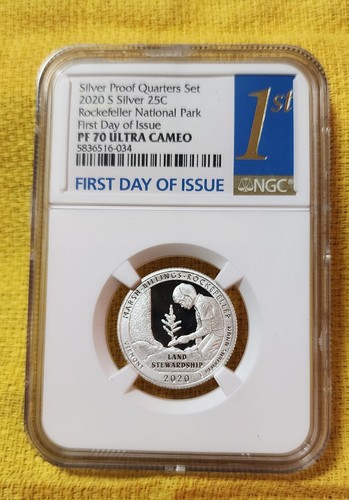 Silver Proof Quarters Set
2020 S Silver 25C
Rockefeller National Park
First Day of Issue
PF 70 ULTRA CAMEO
5836516-034
1st
FIRST DAY OF ISSUE
NGC®
MARSH-BILLINGS-ROCKEFELLER
VERMONT
LAND
STEWARDSHIP
2020